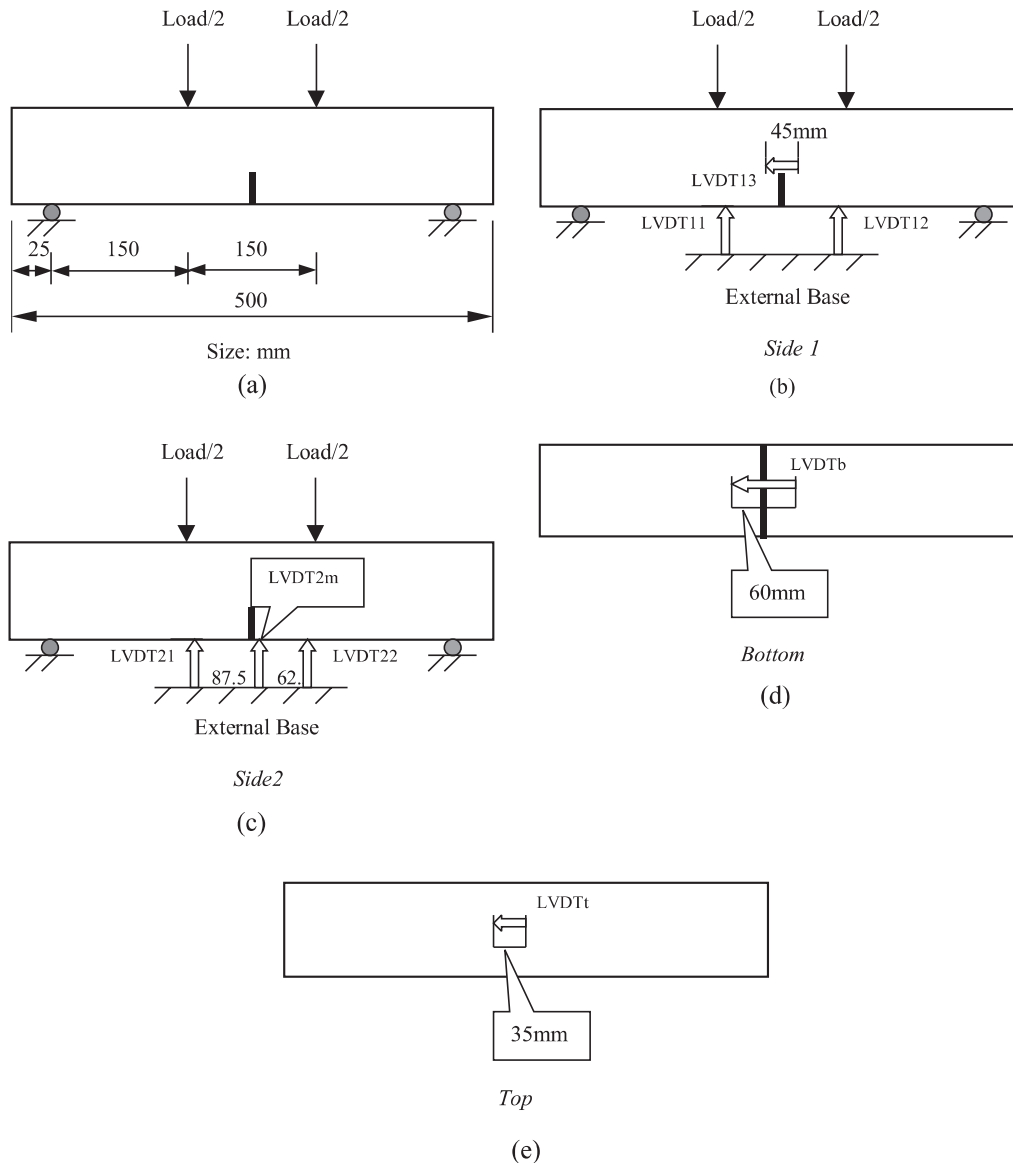 Load/2 Load/2
25 150 150
500
Size: mm
(a)
Load/2 Load/2
45mm
LVDT13
LVDT11 LVDT12
External Base
Side 1
(b)
Load/2 Load/2
LVDT2m
LVDT21 LVDT22
87.5 62.
External Base
Side2
(c)
LVDTb
60mm
Bottom
(d)
LVDTt
35mm
Top
(e)